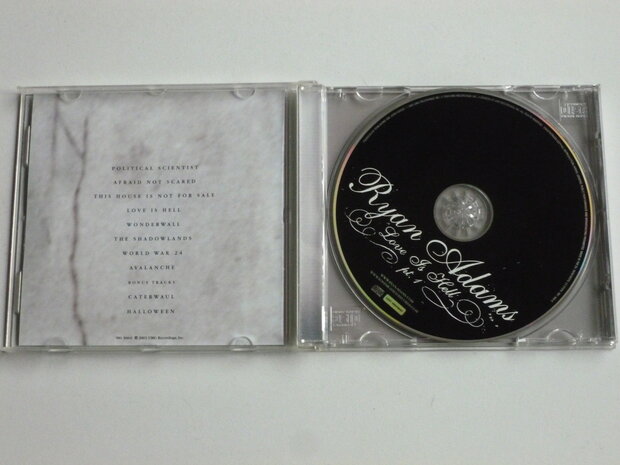 POLITICAL SCIENTIST
AFRAID NOT SCARED
THIS HOUSE IS NOT FOR SALE
LOVE IS HELL
WONDERWALL
THE SHADOWLANDS
WORLD WAR 24
AVALANCHE
BONUS TRACKS
CATERWAUL
HALLOWEEN
Ryan Adams
Love Is Hell
pt. 1